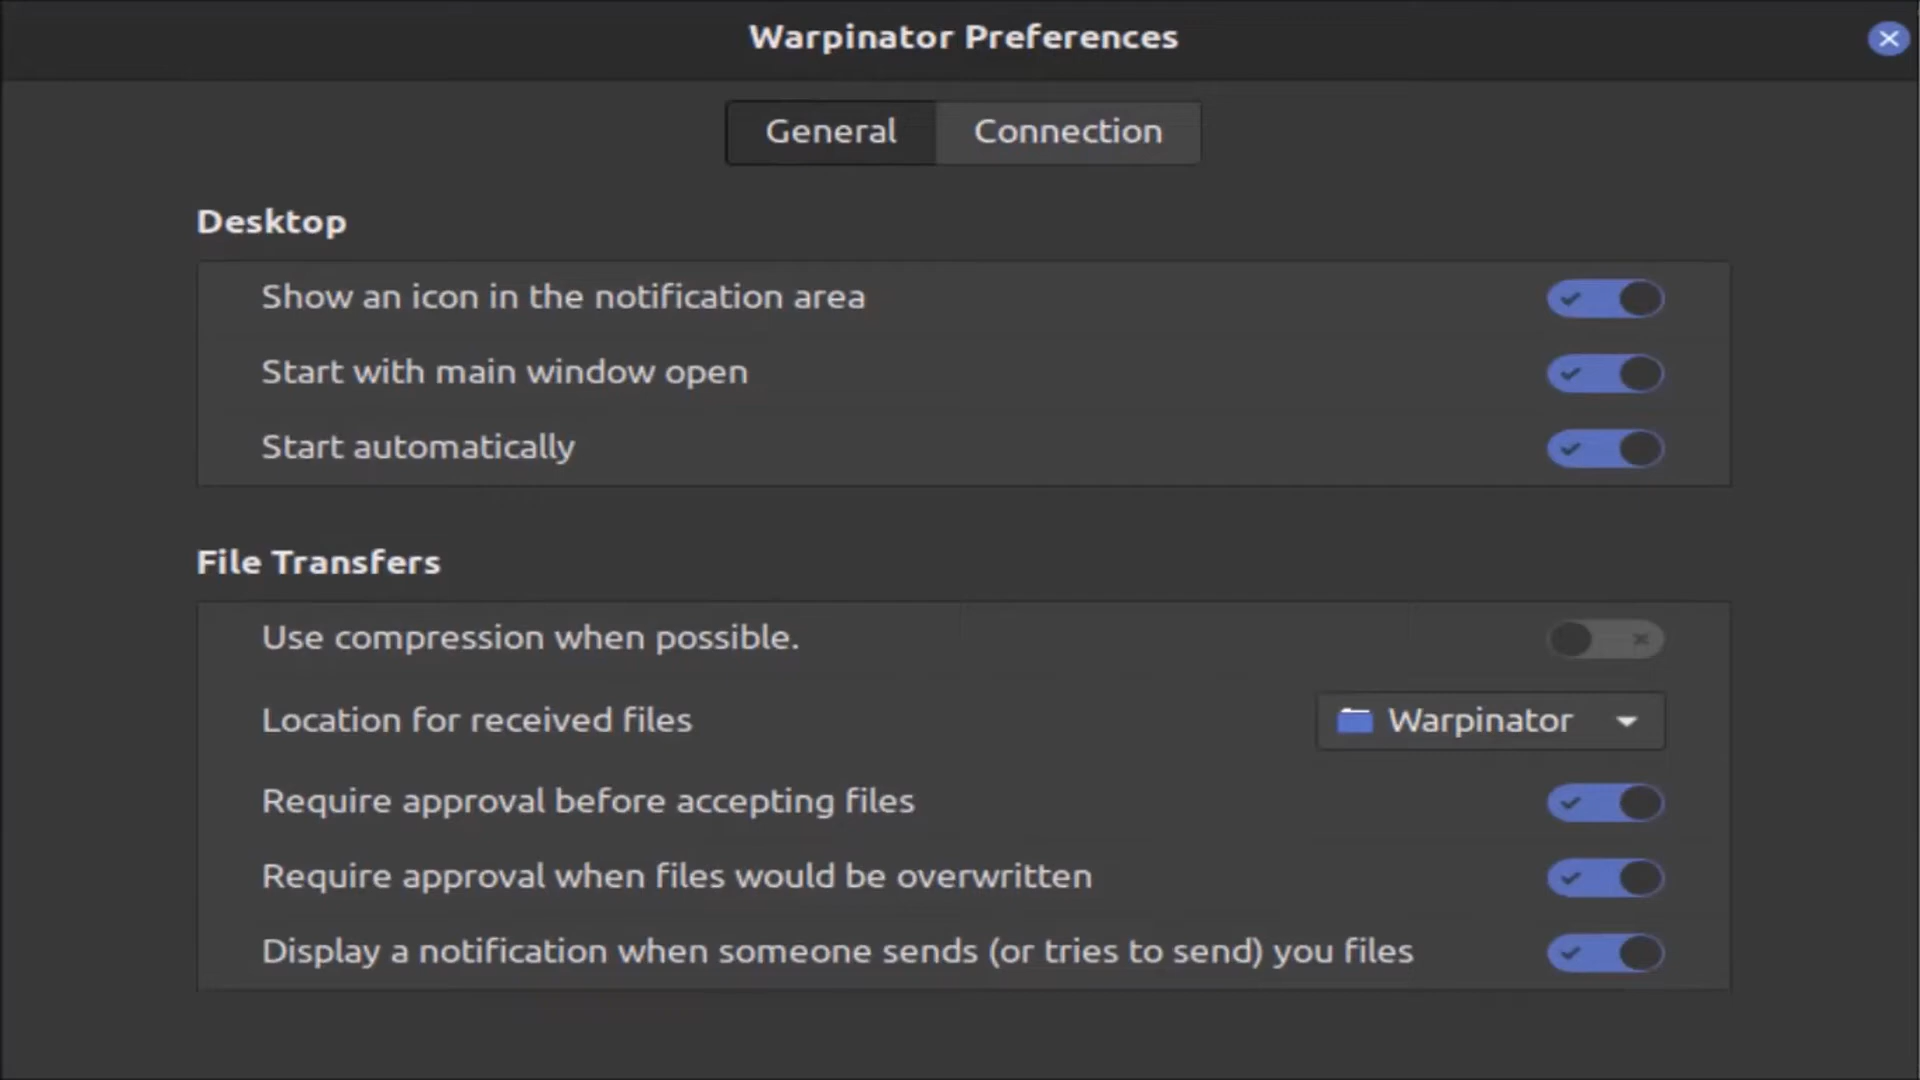 Warpinator Preferences
General Connection
Desktop
Show an icon in the notification area
Start with main window open
Start automatically
File Transfers
Use compression when possible.
Location for received files Warpinator
Require approval before accepting files
Require approval when files would be overwritten
Display a notification when someone sends (or tries to send) you files